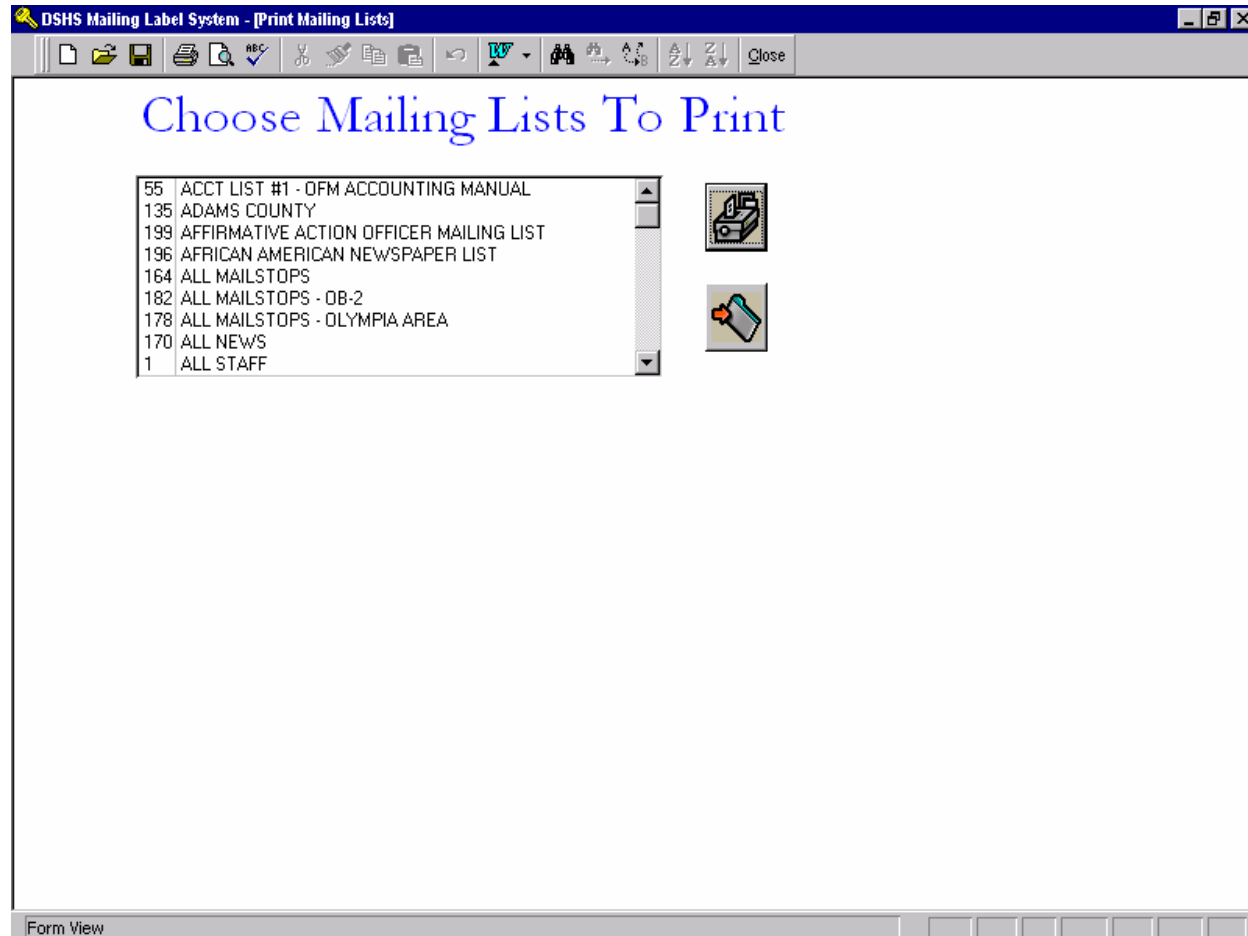 DSHS Mailing Label System - [Print Mailing Lists]
ABC Close
Choose Mailing Lists To Print
55 ACCT LIST #1 - OFM ACCOUNTING MANUAL
135 ADAMS COUNTY
199 AFFIRMATIVE ACTION OFFICER MAILING LIST
196 AFRICAN AMERICAN NEWSPAPER LIST
164 ALL MAILSTOPS
182 ALL MAILSTOPS - OB-2
178 ALL MAILSTOPS - OLYMPIA AREA
170 ALL NEWS
1 ALL STAFF
Form View